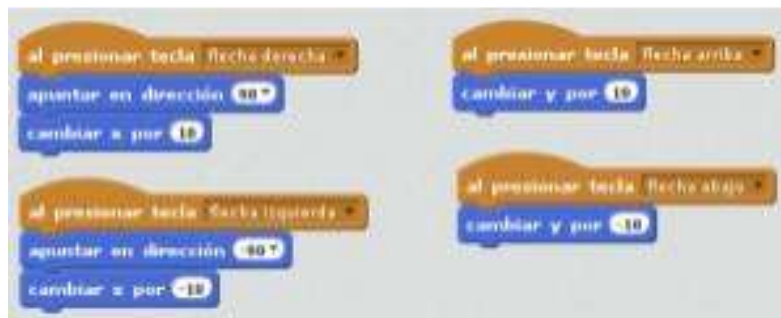 al presionar tecla flecha derecha
apuntar en dirección 90
cambiar x por 10
al presionar tecla flecha izquierda
apuntar en dirección -90
cambiar x por -10
al presionar tecla flecha arriba
cambiar y por 10
al presionar tecla flecha abajo
cambiar y por -10